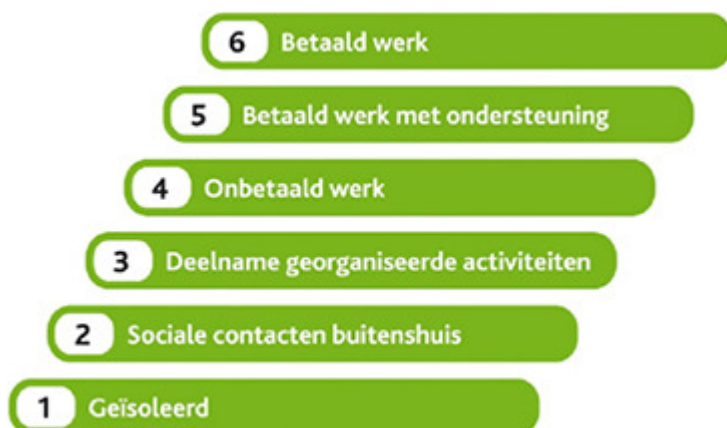 6 Betaald werk
5 Betaald werk met ondersteuning
4 Onbetaald werk
3 Deelname georganiseerde activiteiten
2 Sociale contacten buitenshuis
1 Geïsoleerd